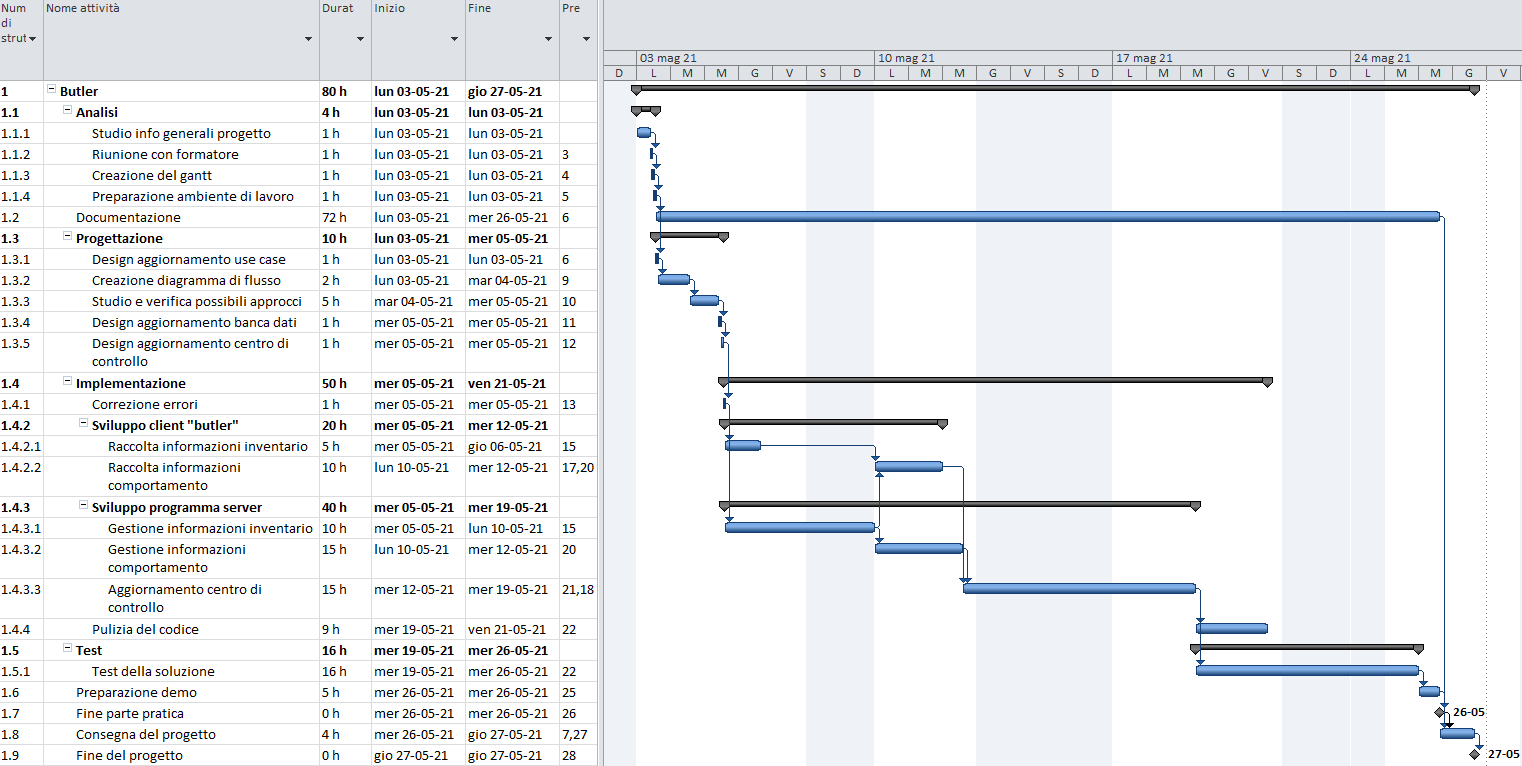 Num di strut Nome attività Durat Inizio Fine Pre
03 mag 21 10 mag 21 17 mag 21 24 mag 21
D L M M G V S D L M M G V S D L M M G V S D L M M G V
1 Butler 80 h lun 03-05-21 gio 27-05-21
1.1 Analisi 4 h lun 03-05-21 lun 03-05-21
1.1.1 Studio info generali progetto 1 h lun 03-05-21 lun 03-05-21
1.1.2 Riunione con formatore 1 h lun 03-05-21 lun 03-05-21 3
1.1.3 Creazione del gantt 1 h lun 03-05-21 lun 03-05-21 4
1.1.4 Preparazione ambiente di lavoro 1 h lun 03-05-21 lun 03-05-21 5
1.2 Documentazione 72 h lun 03-05-21 mer 26-05-21 6
1.3 Progettazione 10 h lun 03-05-21 mer 05-05-21
1.3.1 Design aggiornamento use case 1 h lun 03-05-21 lun 03-05-21 6
1.3.2 Creazione diagramma di flusso 2 h lun 03-05-21 mar 04-05-21 9
1.3.3 Studio e verifica possibili approcci 5 h mar 04-05-21 mer 05-05-21 10
1.3.4 Design aggiornamento banca dati 1 h mer 05-05-21 mer 05-05-21 11
1.3.5 Design aggiornamento centro di 1 h mer 05-05-21 mer 05-05-21 12
controllo
1.4 Implementazione 50 h mer 05-05-21 ven 21-05-21
1.4.1 Correzione errori 1 h mer 05-05-21 mer 05-05-21 13
1.4.2 Sviluppo client "butler" 20 h mer 05-05-21 mer 12-05-21
1.4.2.1 Raccolta informazioni inventario 5 h mer 05-05-21 gio 06-05-21 15
1.4.2.2 Raccolta informazioni 10 h lun 10-05-21 mer 12-05-21 17,20
comportamento
1.4.3 Sviluppo programma server 40 h mer 05-05-21 mer 19-05-21
1.4.3.1 Gestione informazioni inventario 10 h mer 05-05-21 lun 10-05-21 15
1.4.3.2 Gestione informazioni 15 h lun 10-05-21 mer 12-05-21 20
comportamento
1.4.3.3 Aggiornamento centro di 15 h mer 12-05-21 mer 19-05-21 21,18
controllo
1.4.4 Pulizia del codice 9 h mer 19-05-21 ven 21-05-21 22
1.5 Test 16 h mer 19-05-21 mer 26-05-21
1.5.1 Test della soluzione 16 h mer 19-05-21 mer 26-05-21 22
1.6 Preparazione demo 5 h mer 26-05-21 mer 26-05-21 25
1.7 Fine parte pratica 0 h mer 26-05-21 mer 26-05-21 26 26-05
1.8 Consegna del progetto 4 h mer 26-05-21 gio 27-05-21 7,27
1.9 Fine del progetto 0 h gio 27-05-21 gio 27-05-21 28 27-05